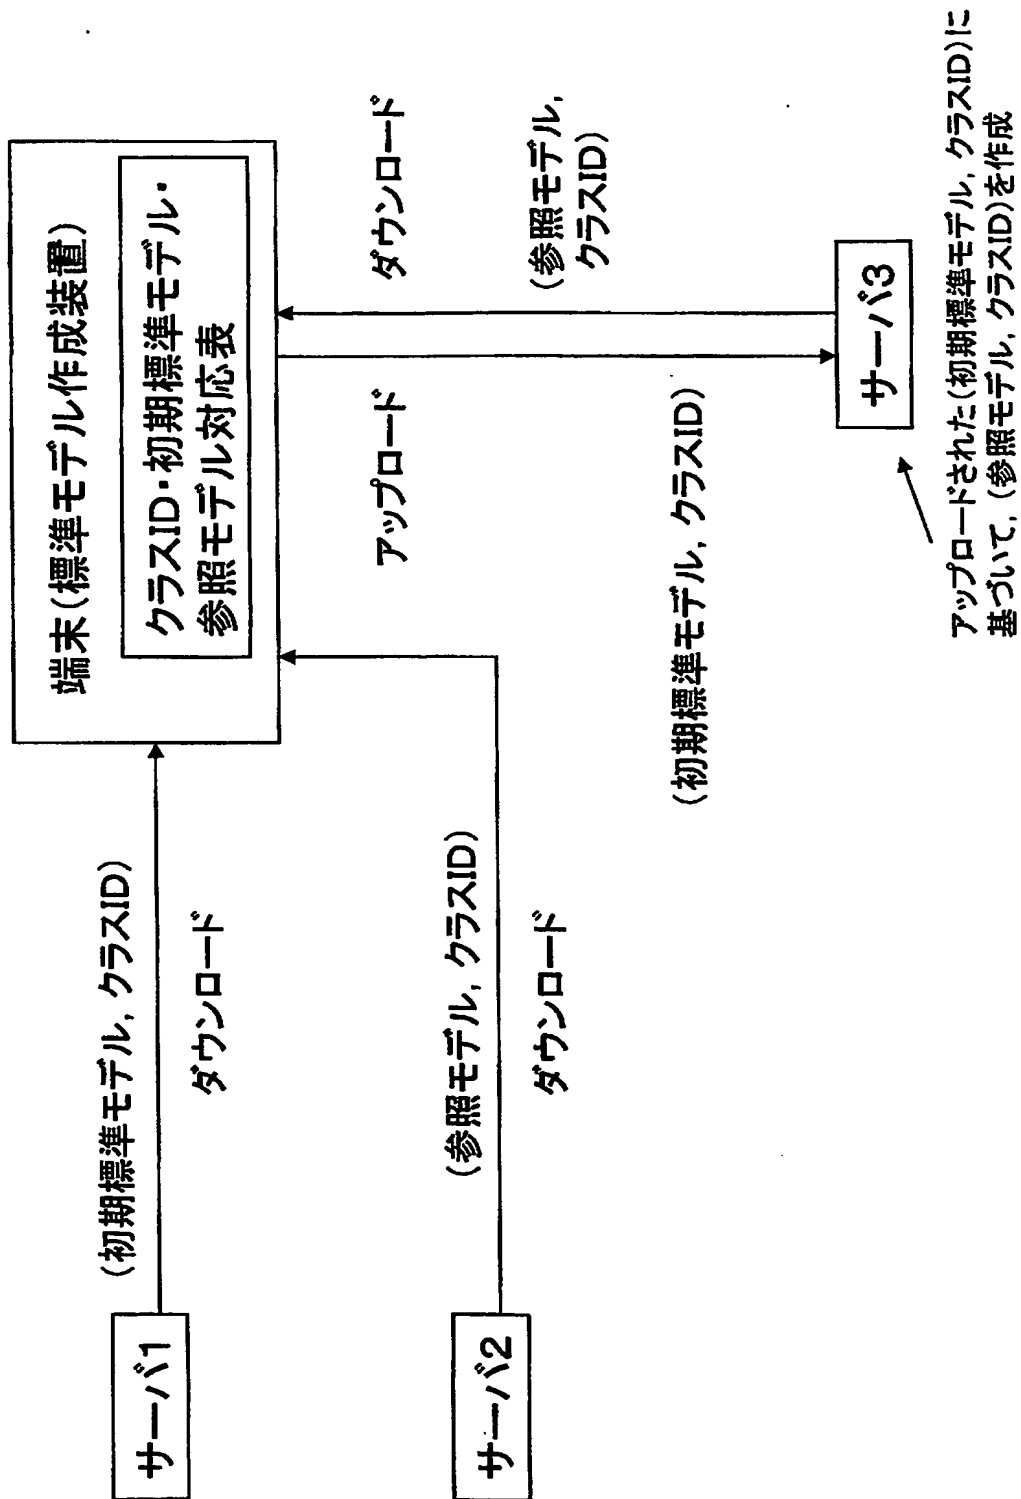 端末(標準モデル作成装置)
クラスID・初期標準モデル・
参照モデル対応表
(初期標準モデル, クラスID)
ダウンロード
サーバ1
(参照モデル, クラスID)
ダウンロード
サーバ2
アップロード
(初期標準モデル, クラスID)
ダウンロード
(参照モデル,
クラスID)
サーバ3
アップロードされた(初期標準モデル, クラスID)に
基づいて, (参照モデル, クラスID)を作成